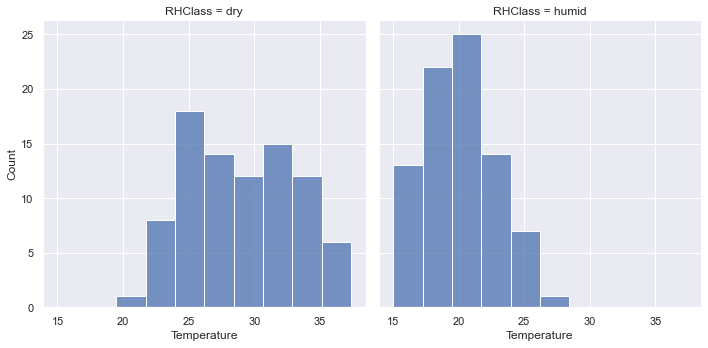 RHClass = dry
RHClass = humid
25
20
15
10
5
0
Count
15 20 25 30 35
15 20 25 30 35
Temperature
Temperature